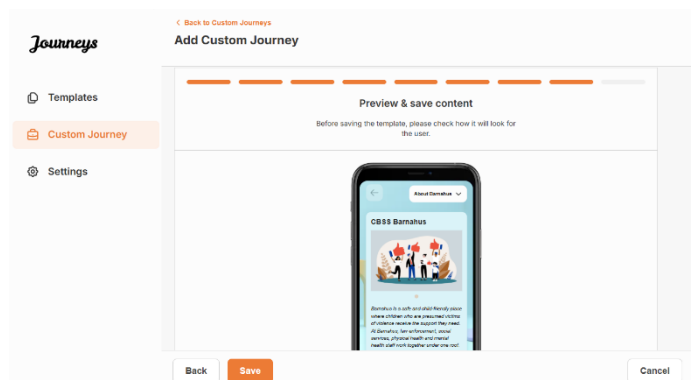 < Back to Custom Journeys
Journeys
Add Custom Journey
Templates
Custom Journey
Settings
Preview & save content
Before saving the template, please check how it will look for
the user.
About Barnahus
CBSS Barnahus
Barnahus is a safe and child-friendly place
where children who are presumed victims
of violence receive the support they need.
At Barnahus, law enforcement, social
services, physical health and mental
health staff work together under one roof
Back
Save
Cancel